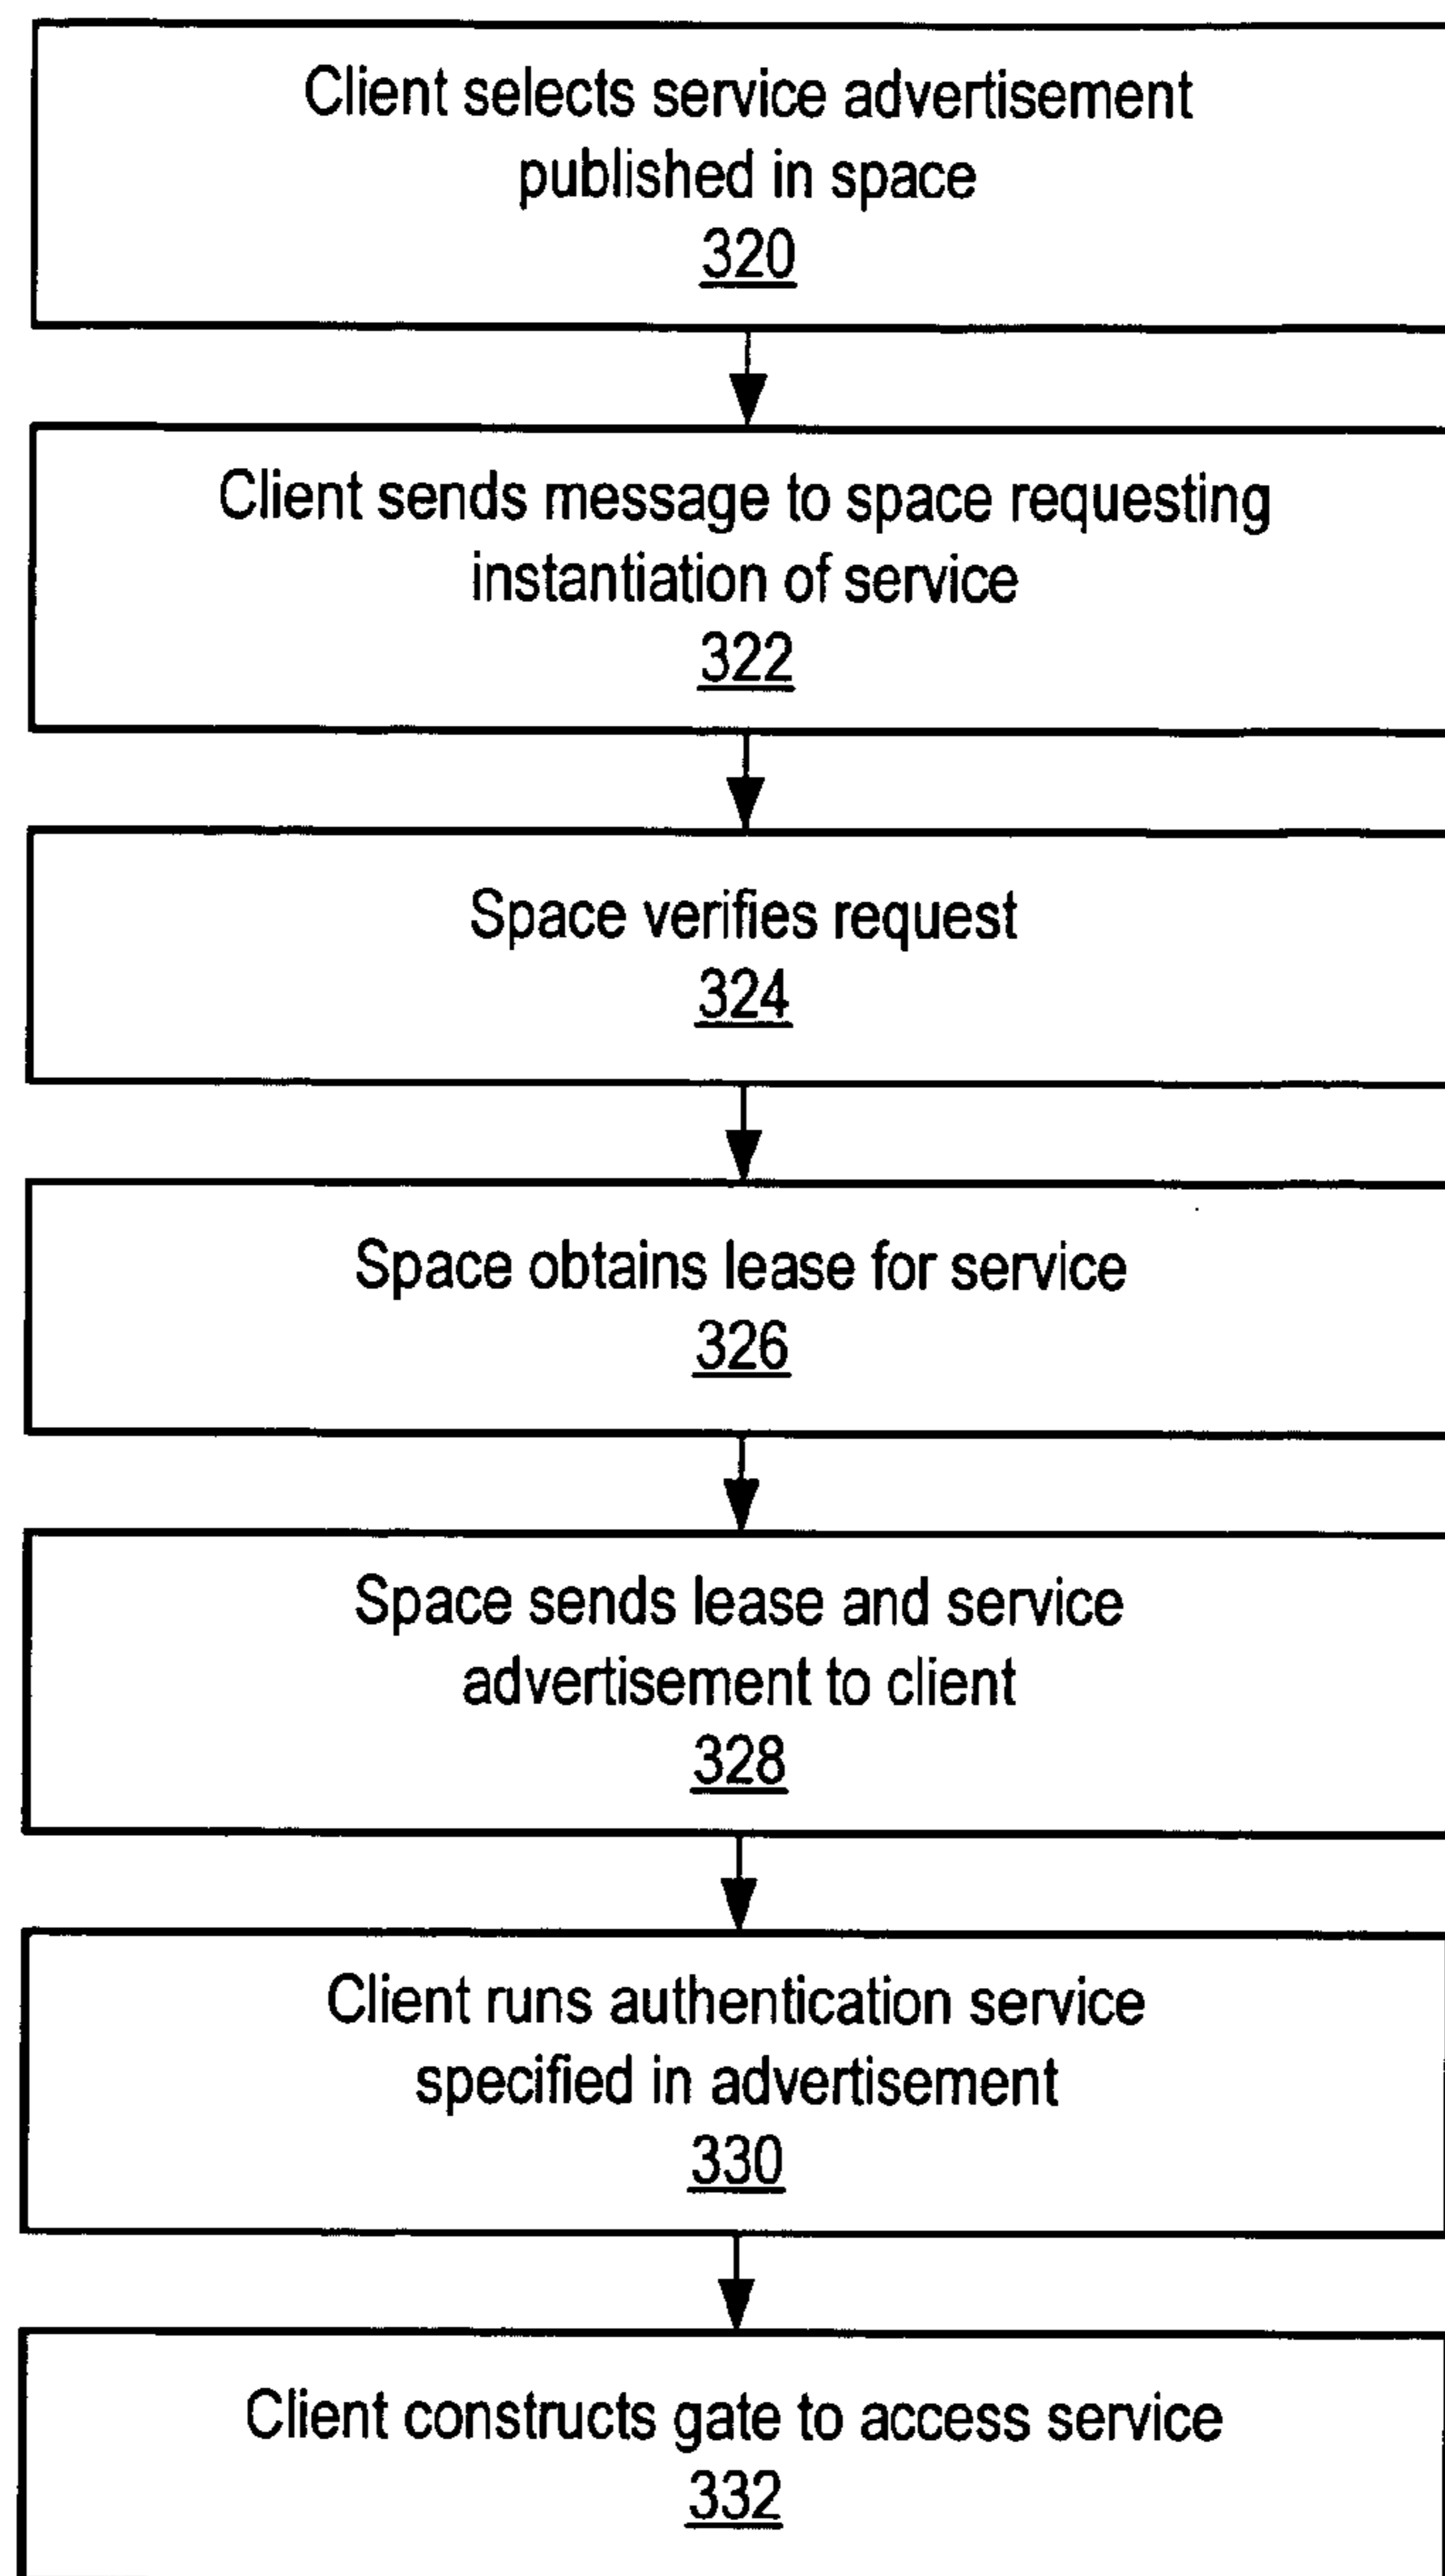 Client selects service advertisement
published in space
320
Client sends message to space requesting
instantiation of service
322
Space verifies request
324
Space obtains lease for service
326
Space sends lease and service
advertisement to client
328
Client runs authentication service
specified in advertisement
330
Client constructs gate to access service
332